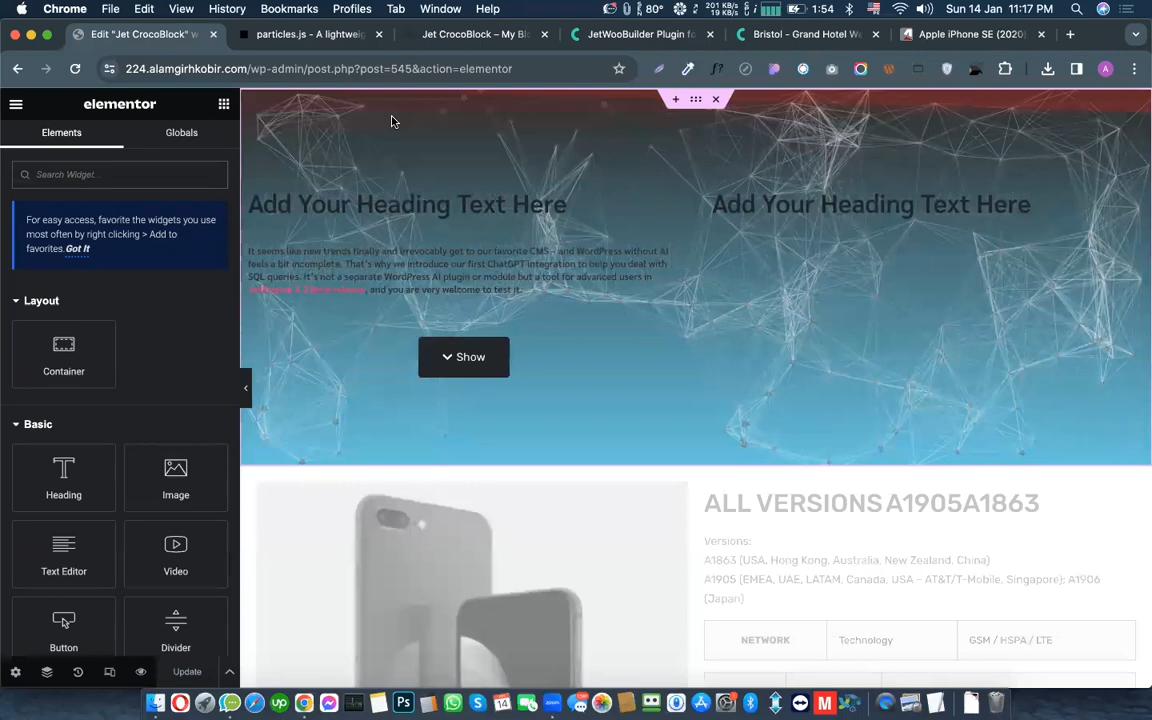 Chrome File Edit View History Bookmarks Profiles Tab Window Help
80°
201 KB/s
19 KB/s
1:54
Sun 14 Jan 11:17 PM
Edit "Jet CrocoBlock" w
particles.js - A lightweig
Jet CrocoBlock – My Blo
JetWooBuilder Plugin fo
Bristol - Grand Hotel We
Apple iPhone SE (2020)
224.alamgirhkobir.com/wp-admin/post.php?post=545&action=elementor
elementor
Elements
Globals
Search Widget...
For easy access, favorite the widgets you use
most often by right clicking > Add to
favorites. Got It
Layout
Container
Basic
Heading
Image
Text Editor
Video
Button
Divider
Update
Add Your Heading Text Here
Add Your Heading Text Here
It seems like new trends finally and irrevocably get to our favorite CMS – and WordPress without AI
feels a bit incomplete. That's why we introduce our first ChatGPT integration to help you deal with
SQL queries. It's not a separate WordPress AI plugin or module but a tool for advanced users in
, and you are very welcome to test it.
Show
ALL VERSIONS A1905A1863
Versions:
A1863 (USA, Hong Kong, Australia, New Zealand, China)
A1905 (EMEA, UAE, LATAM, Canada, USA – AT&T/T-Mobile, Singapore); A1906
(Japan)
NETWORK
Technology
GSM / HSPA / LTE